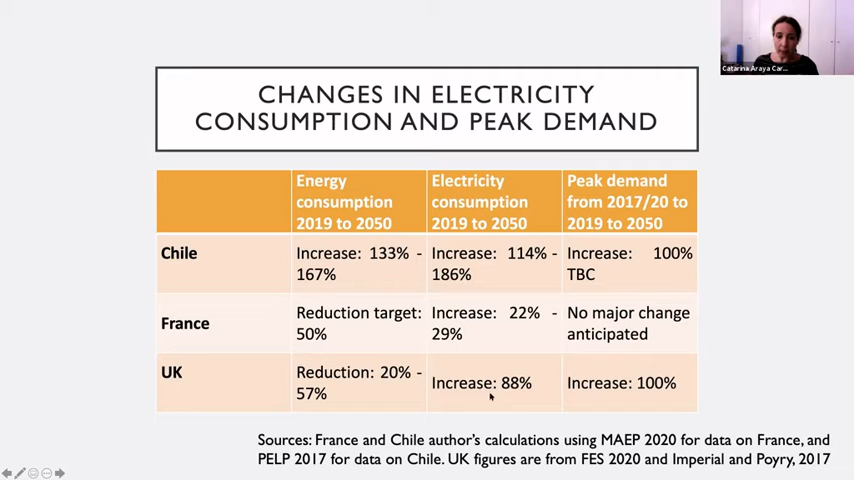 Catarina Araya Car...
CHANGES IN ELECTRICITY
CONSUMPTION AND PEAK DEMAND
Energy consumption 2019 to 2050
Electricity consumption 2019 to 2050
Peak demand from 2017/20 to 2019 to 2050
Chile
Increase: 133% - 167%
Increase: 114% - 186%
Increase: 100% TBC
France
Reduction target: 50%
Increase: 22% - 29%
No major change anticipated
UK
Reduction: 20% - 57%
Increase: 88%
Increase: 100%
Sources: France and Chile author's calculations using MAEP 2020 for data on France, and
PELP 2017 for data on Chile. UK figures are from FES 2020 and Imperial and Poyry, 2017